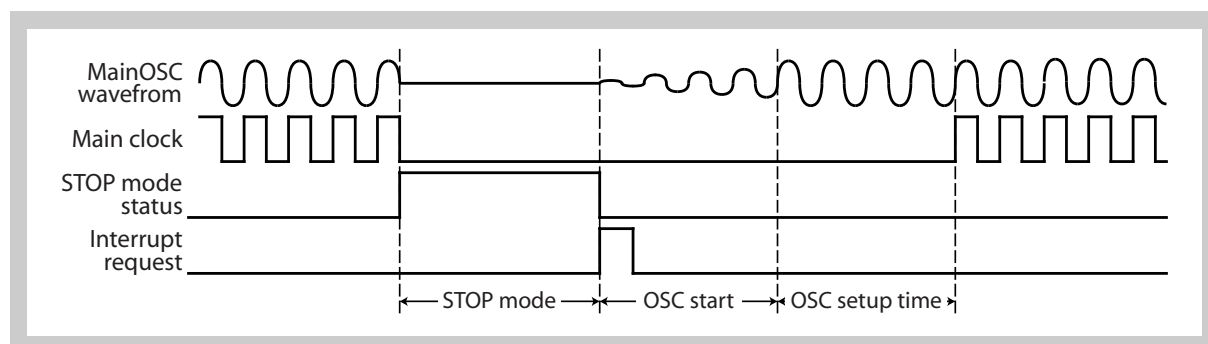 MainOSC
wavefrom
Main clock
STOP mode
status
Interrupt
request
STOP mode
OSC start
OSC setup time